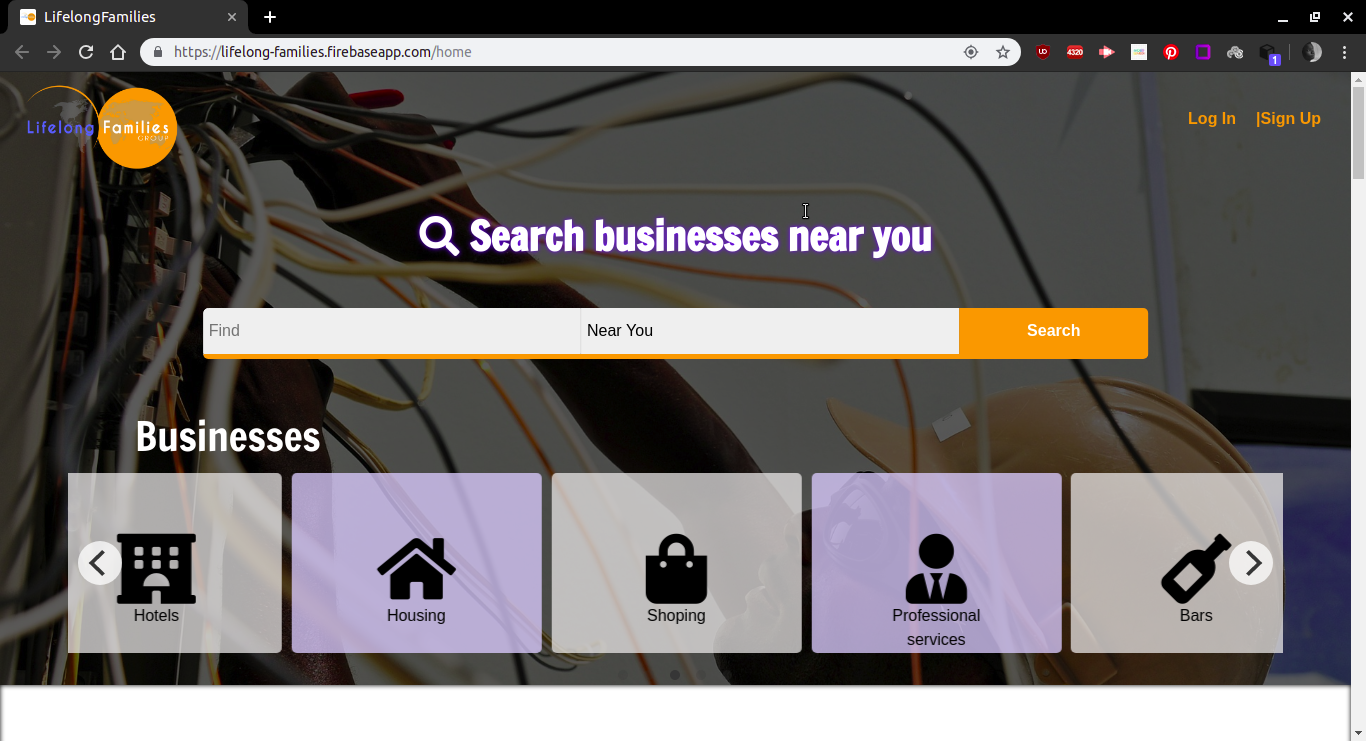 LifelongFamilies
https://lifelong-families.firebaseapp.com/home
UD
4320
1
Lifelong Families
GROUP
Log In |Sign Up
Search businesses near you
Find Near You Search
Businesses
Hotels Housing Shoping Professional services Bars